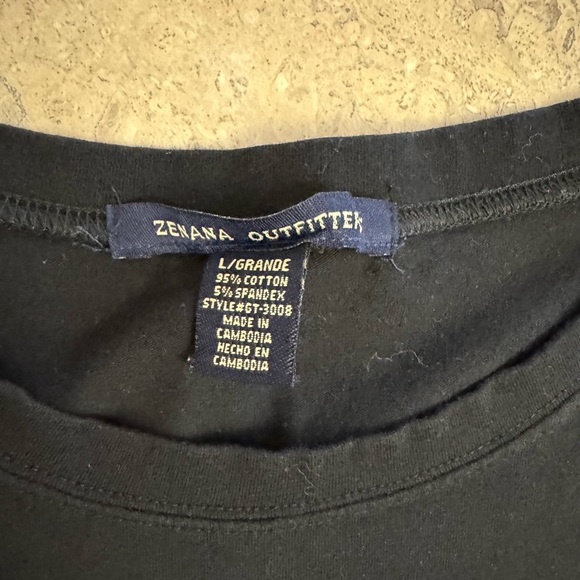 ZENANA OUTFITTER
L/GRANDE
95% COTTON
5% SPANDEX
STYLE#GT-3008
MADE IN
CAMBODIA
HECHO EN
CAMBODIA